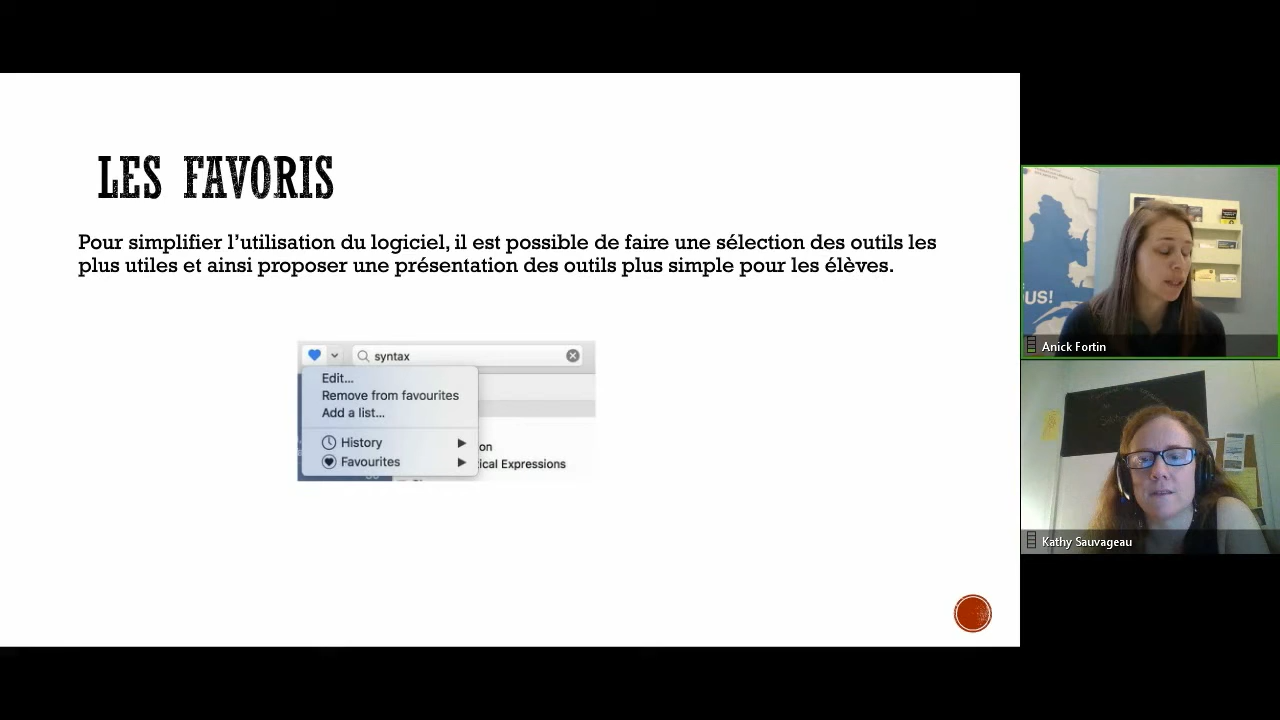 LES FAVORIS
Pour simplifier l'utilisation du logiciel, il est possible de faire une sélection des outils les
plus utiles et ainsi proposer une présentation des outils plus simple pour les élèves.
syntax
Edit...
Remove from favourites
Add a list...
History
on
Favourites
ical Expressions
US!
Anick Fortin
Kathy Sauvageau